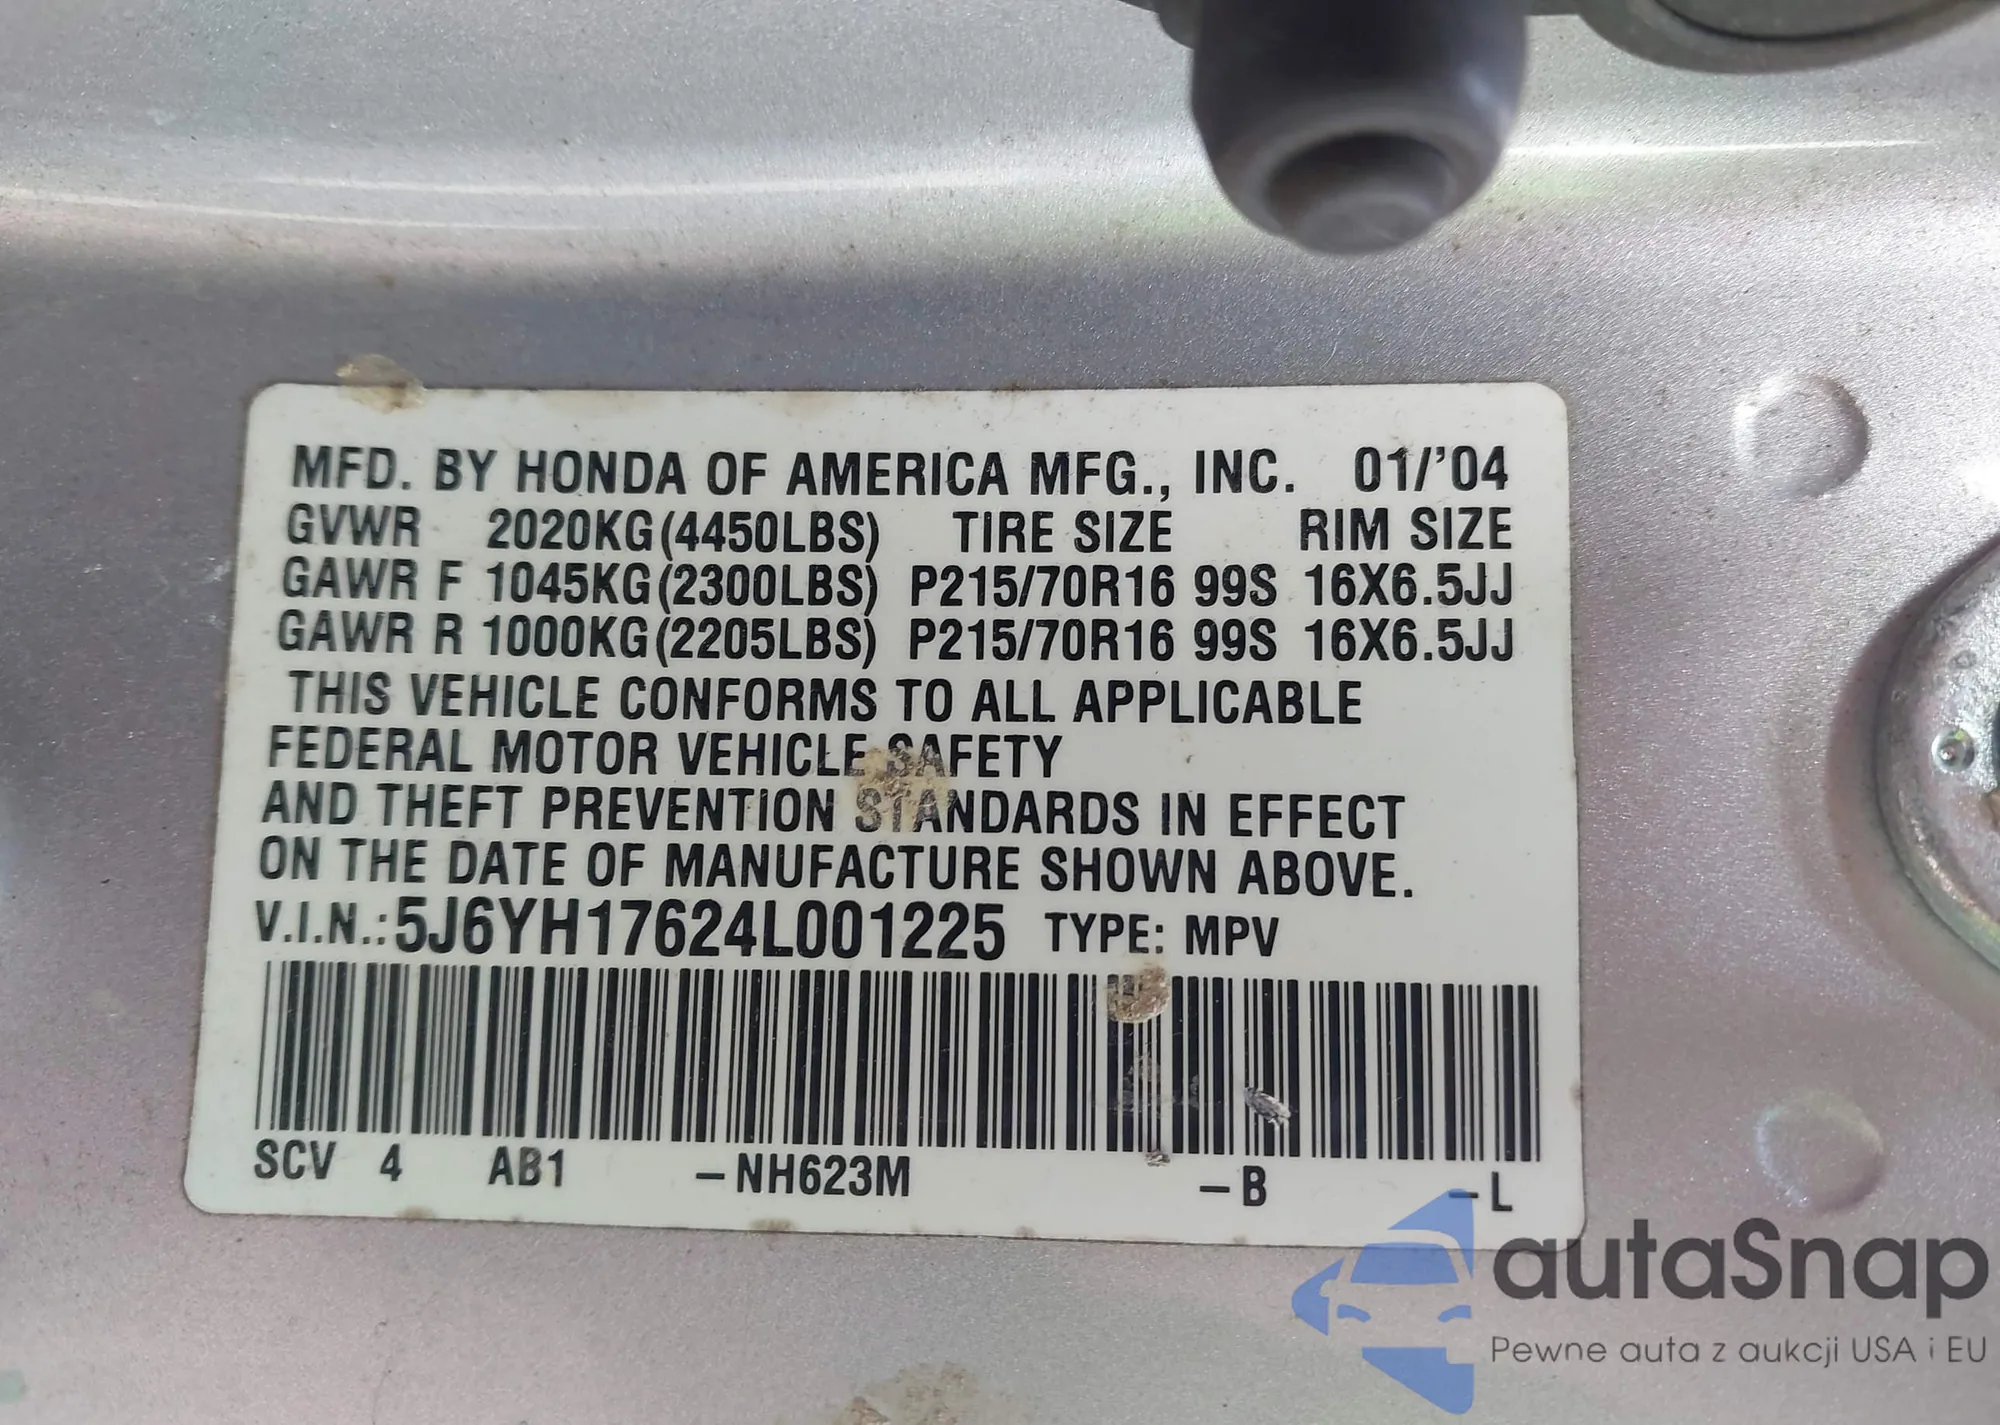 MFD. BY HONDA OF AMERICA MFG., INC. 01/'04
GVWR 2020KG(4450LBS) TIRE SIZE RIM SIZE
GAWR F 1045KG(2300LBS) P215/70R16 99S 16X6.5JJ
GAWR R 1000KG(2205LBS) P215/70R16 99S 16X6.5JJ
THIS VEHICLE CONFORMS TO ALL APPLICABLE
FEDERAL MOTOR VEHICLE SAFETY
AND THEFT PREVENTION STANDARDS IN EFFECT
ON THE DATE OF MANUFACTURE SHOWN ABOVE.
V.I.N.:5J6YH17624L001225 TYPE: MPV
SCV 4 AB1 –NH623M –B –L
autaSnap
Pewne auta z aukcji USA i EU